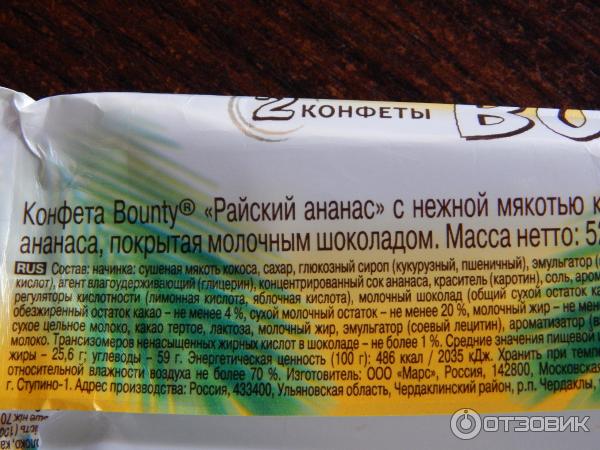 2 КОНФЕТЫ
Конфета Bounty® «Райский ананас» с нежной мякотью к
ананаса, покрытая молочным шоколадом. Масса нетто: 5
RUS Состав: начинка: сушеная мякоть кокоса, сахар, глюкозный сироп (кукурузный, пшеничный), эмульгатор (
кислот), агент влагоудерживающий (глицерин), концентрированный сок ананаса, краситель (каротин), соль, аром
регуляторы кислотности (лимонная кислота, яблочная кислота), молочный шоколад (общий сухой остаток ка
обезжиренный остаток какао – не менее 4%, сухой молочный остаток – не менее 20 %, молочный жир – не
сухое цельное молоко, какао тертое, лактоза, молочный жир, эмульгатор (соевый лецитин), ароматизатор (ва
молоко. Трансизомеров ненасыщенных жирных кислот в шоколаде – не более 1 %. Средние значения пищевой
жиры – 25,6 г; углеводы – 59 г. Энергетическая ценность (100 г): 486 ккал / 2035 кДж. Хранить при темпе
относительной влажности воздуха не более 70 %. Изготовитель: ООО «Марс», Россия, 142800, Московская
г. Ступино-1. Адрес производства: Россия, 433400, Ульяновская область, Чердаклинский район, р.п. Чердаклы,
ОТЗОВИК